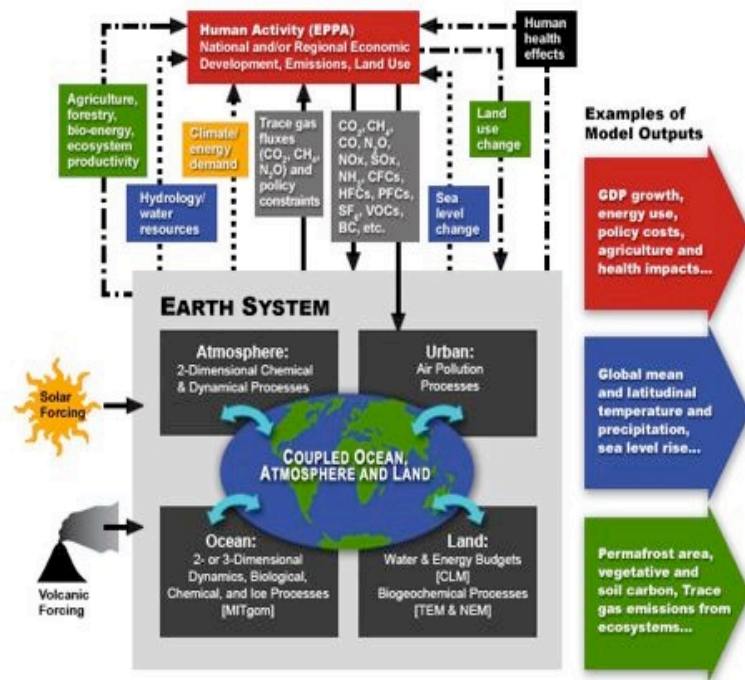 Human Activity (EPPA)
National and/or Regional Economic
Development, Emissions, Land Use
Human
health
effects
Agriculture,
forestry,
bio-energy,
ecosystem
productivity
Hydrology/
water
resources
Climate/
energy
demand
Trace gas
fluxes
(CO₂, CH₄,
N₂O) and
policy
constraints
CO₂, CH₄,
CO, N₂O,
NOx, SOx,
NH₃, CFCs,
HFCs, PFCs,
SF₆, VOCs,
BC, etc.
Sea
level
change
Land
use
change
EARTH SYSTEM
Atmosphere:
2-Dimensional Chemical
& Dynamical Processes
Urban:
Air Pollution
Processes
COUPLED OCEAN,
ATMOSPHERE AND LAND
Ocean:
2- or 3-Dimensional
Dynamics, Biological,
Chemical, and Ice Processes
[MITgcm]
Land:
Water & Energy Budgets
[CLM]
Biogeochemical Processes
[TEM & NEM]
Solar
Forcing
Volcanic
Forcing
Examples of
Model Outputs
GDP growth,
energy use,
policy costs,
agriculture and
health impacts...
Global mean
and latitudinal
temperature and
precipitation,
sea level rise...
Permafrost area,
vegetative and
soil carbon, Trace
gas emissions from
ecosystems...